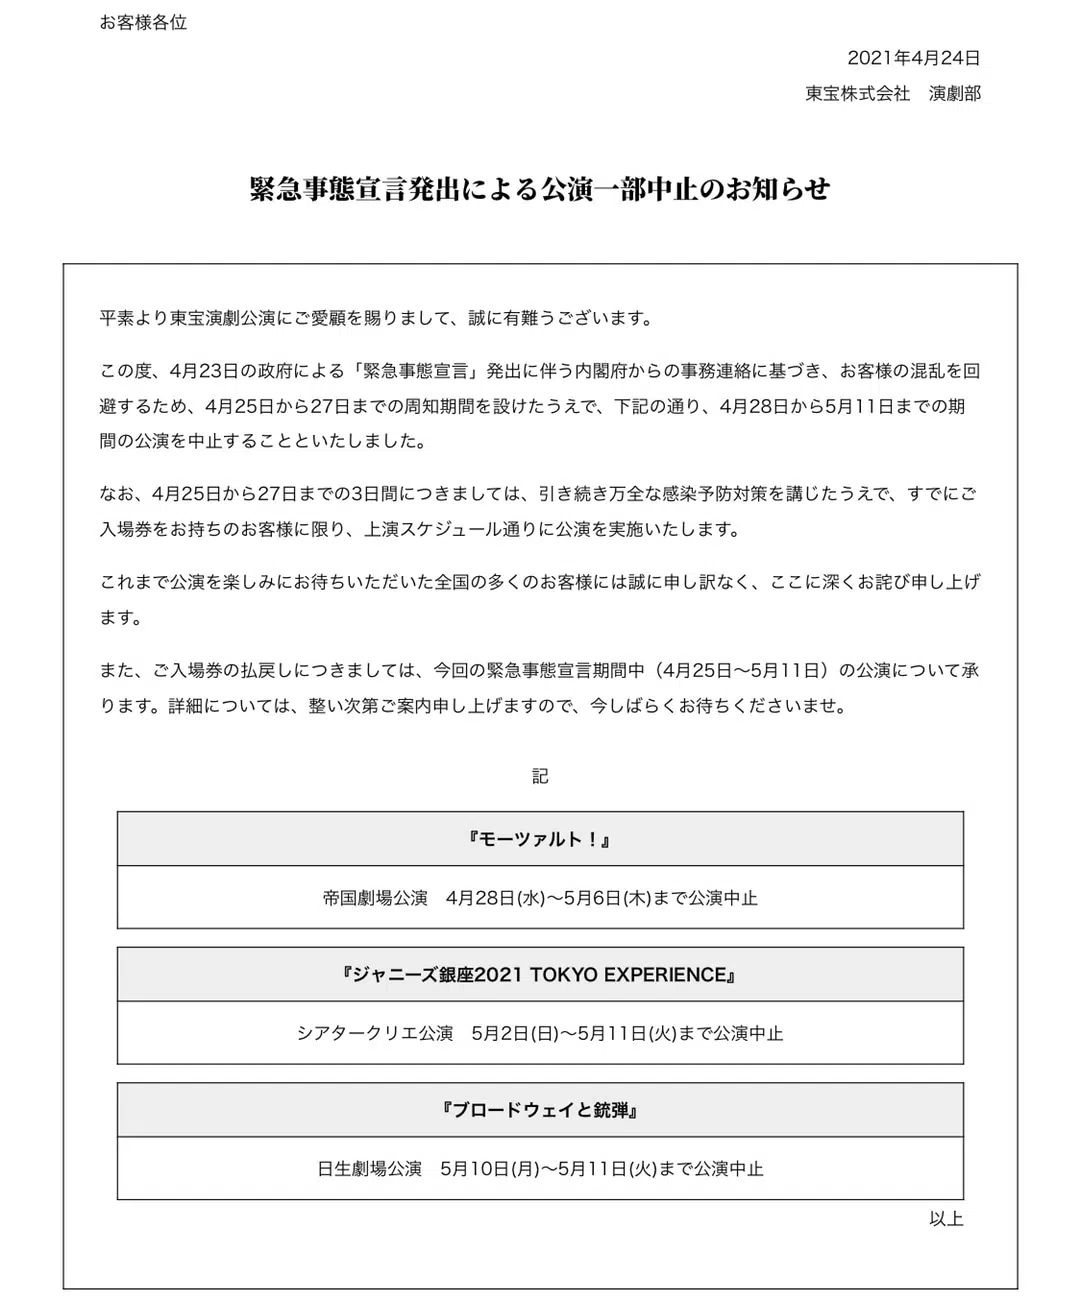 お客様各位
2021年4月24日
東宝株式会社　演劇部
緊急事態宣言発出による公演一部中止のお知らせ
平素より東宝演劇公演にご愛顧を賜りまして、誠に有難うございます。
この度、4月23日の政府による「緊急事態宣言」発出に伴う内閣府からの事務連絡に基づき、お客様の混乱を回
避するため、4月25日から27日までの周知期間を設けたうえで、下記の通り、4月28日から5月11日までの期
間の公演を中止することといたしました。
なお、4月25日から27日までの3日間につきましては、引き続き万全な感染予防対策を講じたうえで、すでにご
入場券をお持ちのお客様に限り、上演スケジュール通りに公演を実施いたします。
これまで公演を楽しみにお待ちいただいた全国の多くのお客様には誠に申し訳なく、ここに深くお詫び申し上げ
ます。
また、ご入場券の払戻しにつきましては、今回の緊急事態宣言期間中（4月25日～5月11日）の公演について承
ります。詳細については、整い次第ご案内申し上げますので、今しばらくお待ちくださいませ。
記
『モーツァルト！』
帝国劇場公演　4月28日(水)～5月6日(木)まで公演中止
『ジャニーズ銀座2021 TOKYO EXPERIENCE』
シアタークリエ公演　5月2日(日)～5月11日(火)まで公演中止
『ブロードウェイと銃弾』
日生劇場公演　5月10日(月)～5月11日(火)まで公演中止
以上